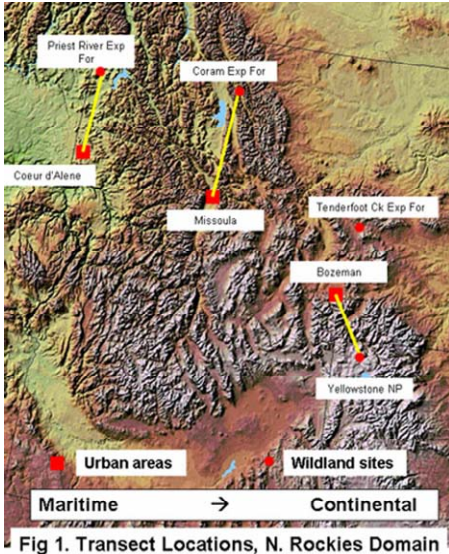 Priest River Exp
For
Coram Exp For
Coeur d'Alene
Missoula
Tenderfoot Ck Exp For
Bozeman
Yellowstone NP
Urban areas
Wildland sites
Maritime → Continental
Fig 1. Transect Locations, N. Rockies Domain